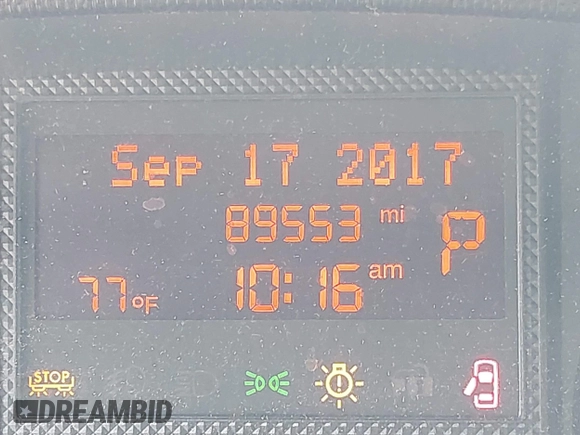 Sep 17 2017
89553 mi
P
77°F 10:16 am
STOP
DREAMBID